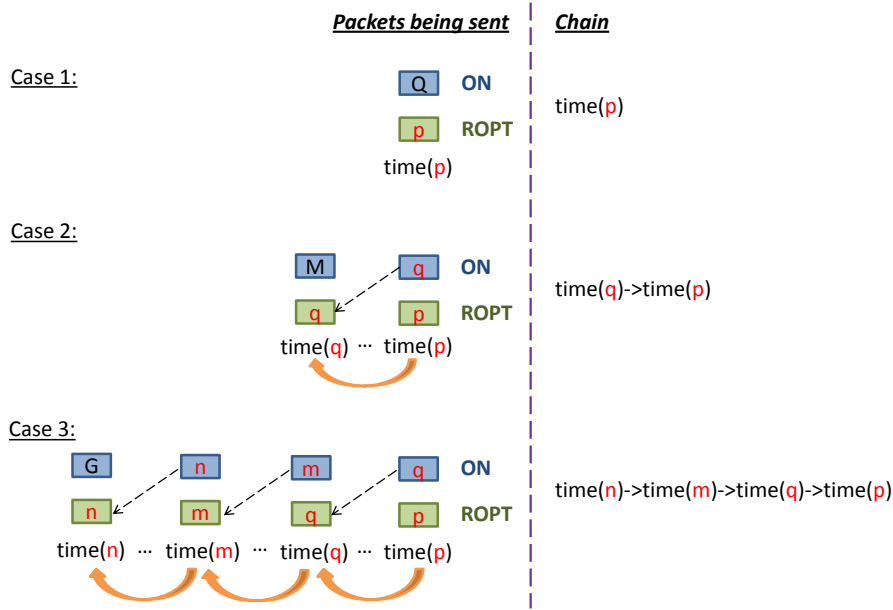 Packets being sent Chain
Case 1:
Q ON
time(p)
p ROPT
time(p)
Case 2:
M q ON
time(q)->time(p)
q p ROPT
time(q) ... time(p)
Case 3:
G n m q ON
time(n)->time(m)->time(q)->time(p)
n m q p ROPT
time(n) ... time(m) ... time(q) ... time(p)